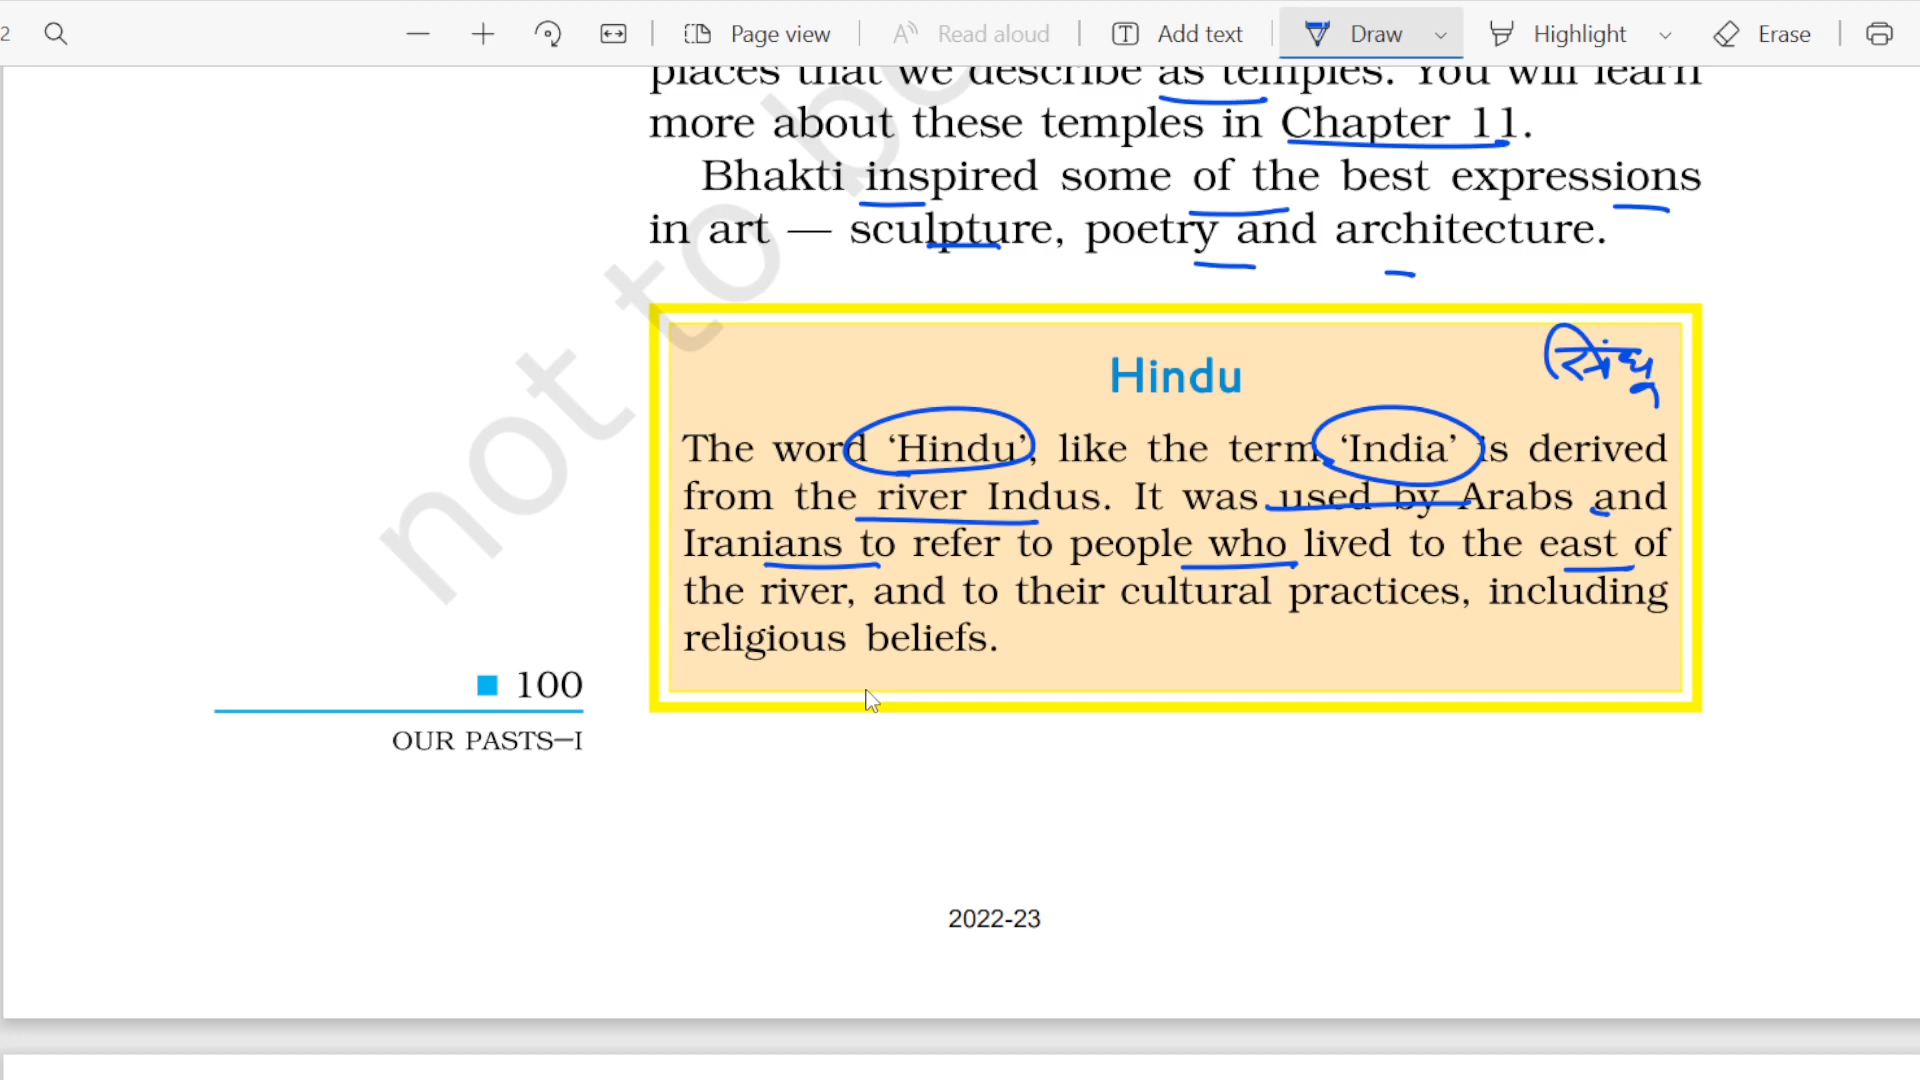 2
Page view
Read aloud
Add text
Draw
Highlight
Erase
places that we describe as temples. You will learn
more about these temples in Chapter 11.
Bhakti inspired some of the best expressions
in art — sculpture, poetry and architecture.
Hindu
सिंधु
The word ‘Hindu’, like the term ‘India’ is derived
from the river Indus. It was used by Arabs and
Iranians to refer to people who lived to the east of
the river, and to their cultural practices, including
religious beliefs.
100
OUR PASTS—I
2022-23
not to be